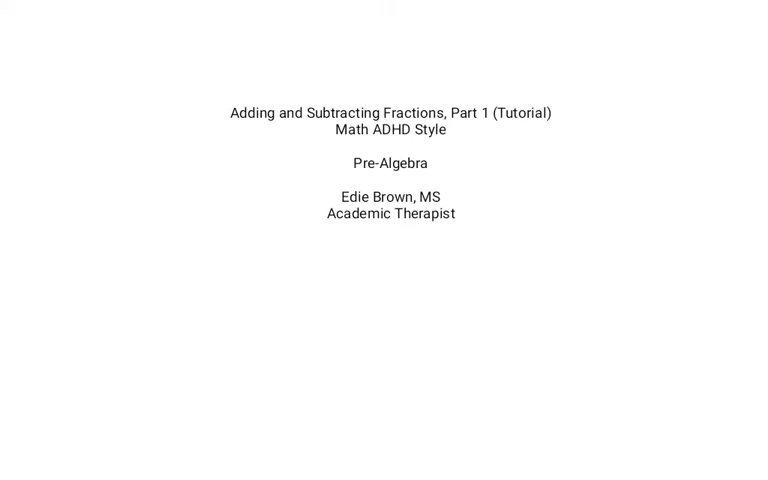 Adding and Subtracting Fractions, Part 1 (Tutorial)
Math ADHD Style
Pre-Algebra
Edie Brown, MS
Academic Therapist